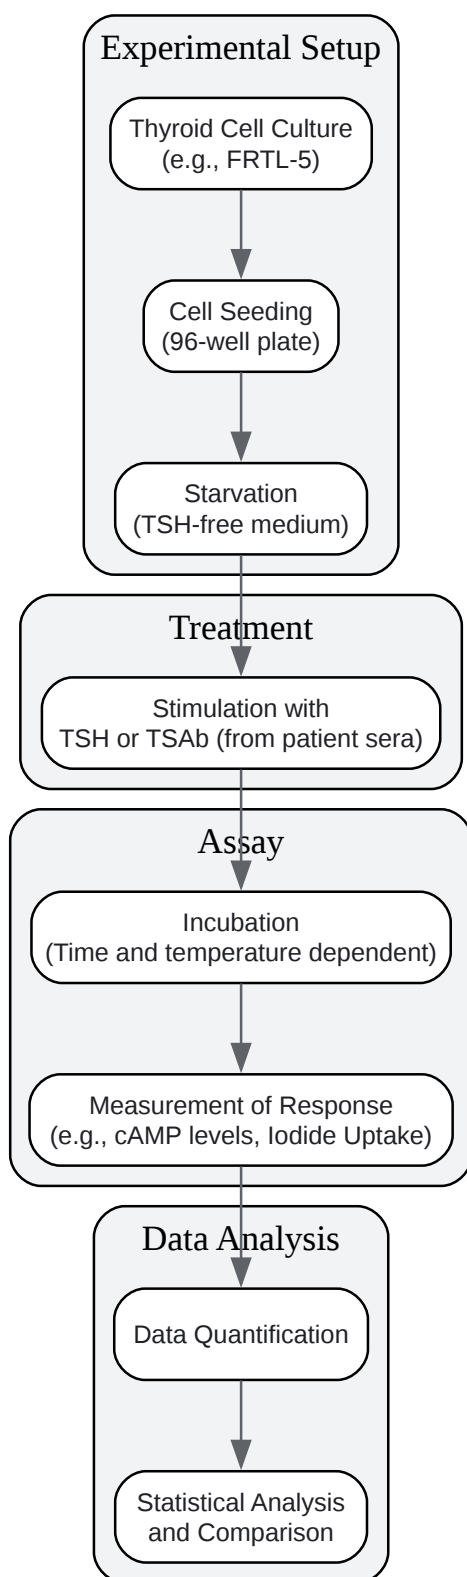 Experimental Setup
Thyroid Cell Culture
(e.g., FRTL-5)
Cell Seeding
(96-well plate)
Starvation
(TSH-free medium)
Treatment
Stimulation with
TSH or TSAb (from patient sera)
Assay
Incubation
(Time and temperature dependent)
Measurement of Response
(e.g., cAMP levels, Iodide Uptake)
Data Analysis
Data Quantification
Statistical Analysis
and Comparison